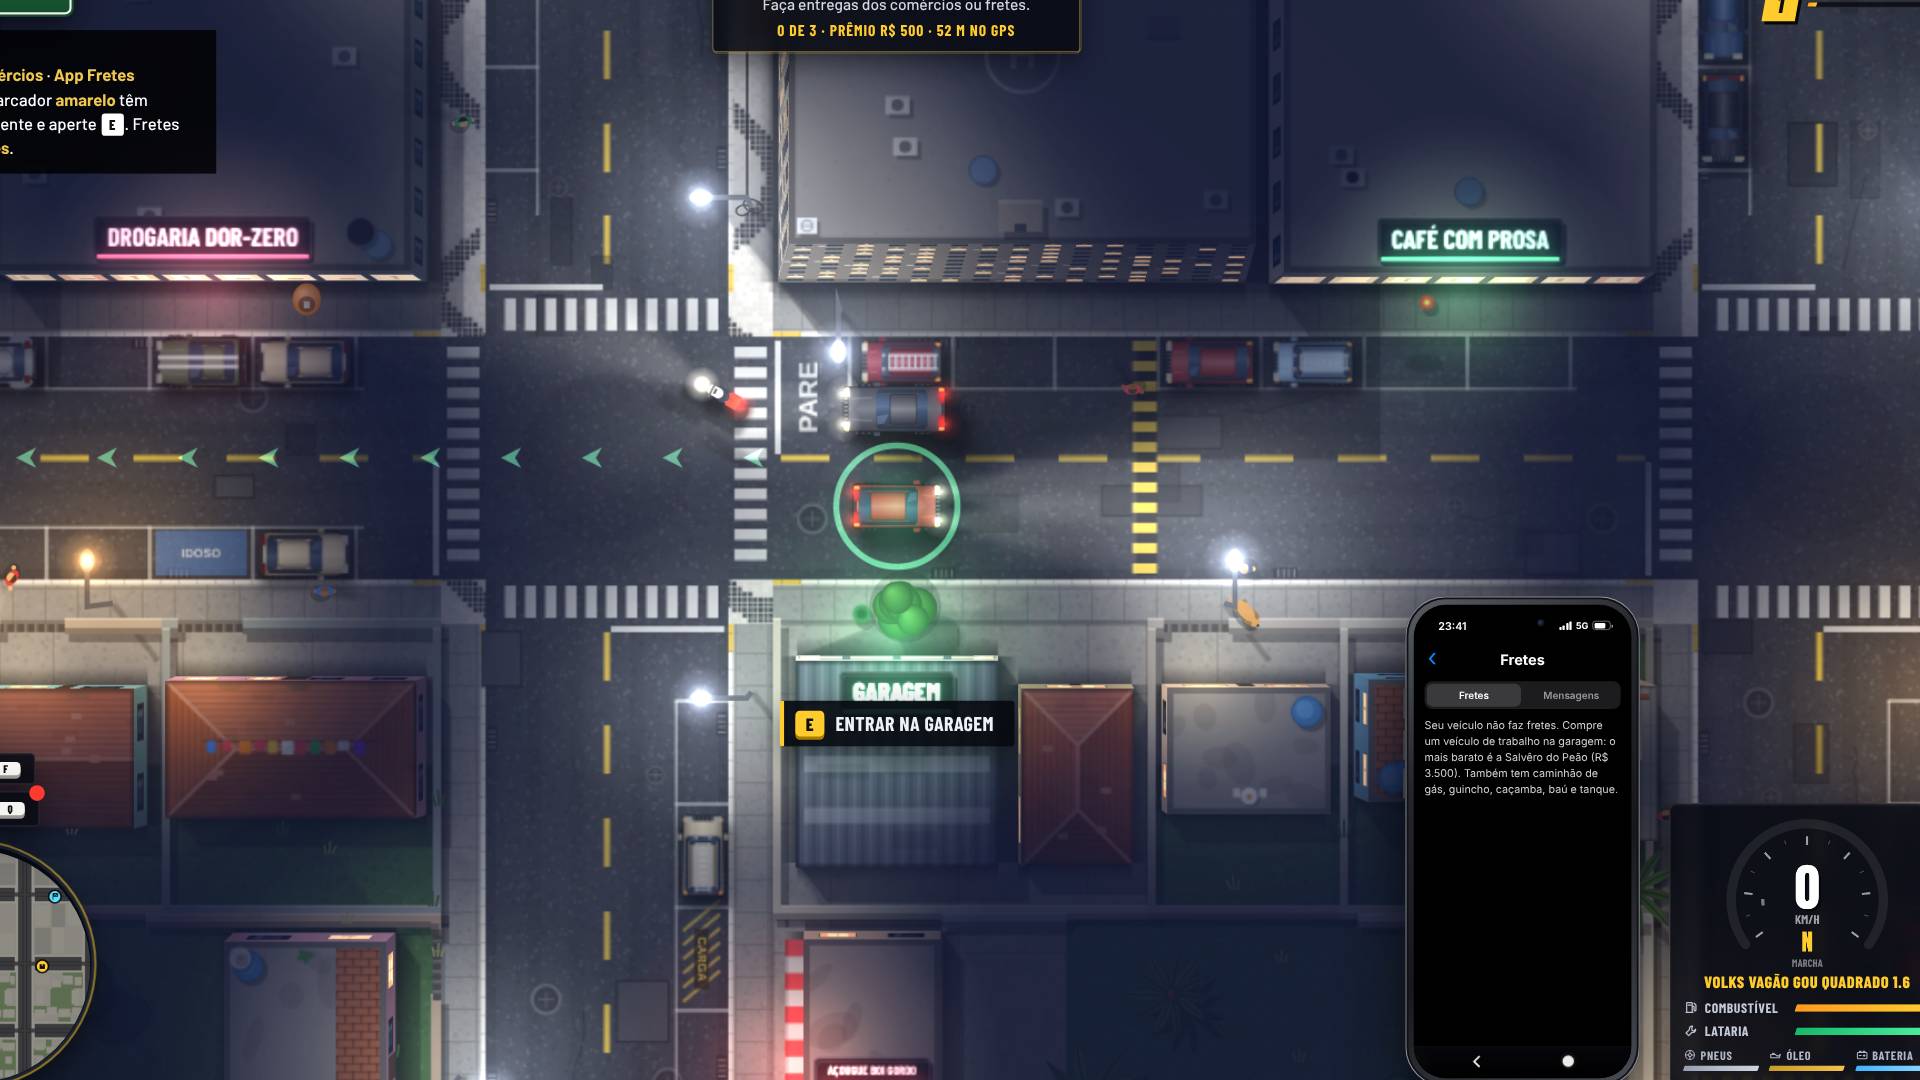 Faça entregas dos comércios ou fretes.
0 DE 3 · PRÊMIO R$ 500 · 52 M NO GPS
ércios · App Fretes
arcador amarelo têm
ente e aperte E. Fretes
es.
DROGARIA DOR-ZERO
CAFÉ COM PROSA
PARE
IDOSO
GARAGEM
E ENTRAR NA GARAGEM
CARGA
AÇOUGUE BOI GORDO
F
Q
23:41
5G
Fretes
Fretes Mensagens
Seu veículo não faz fretes. Compre
um veículo de trabalho na garagem: o
mais barato é a Salvêro do Peão (R$
3.500). Também tem caminhão de
gás, guincho, caçamba, baú e tanque.
0
KM/H
N
MARCHA
VOLKS VAGÃO GOU QUADRADO 1.6
COMBUSTÍVEL
LATARIA
PNEUS ÓLEO BATERIA